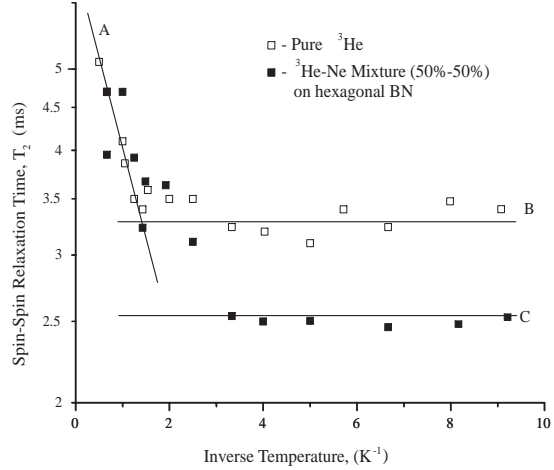 A
□ - Pure ³He
■ - ³He-Ne Mixture (50%-50%)
on hexagonal BN
B
C
Spin-Spin Relaxation Time, T₂ (ms)
5
4.5
4
3.5
3
2.5
2
0 2 4 6 8 10
Inverse Temperature, (K⁻¹)